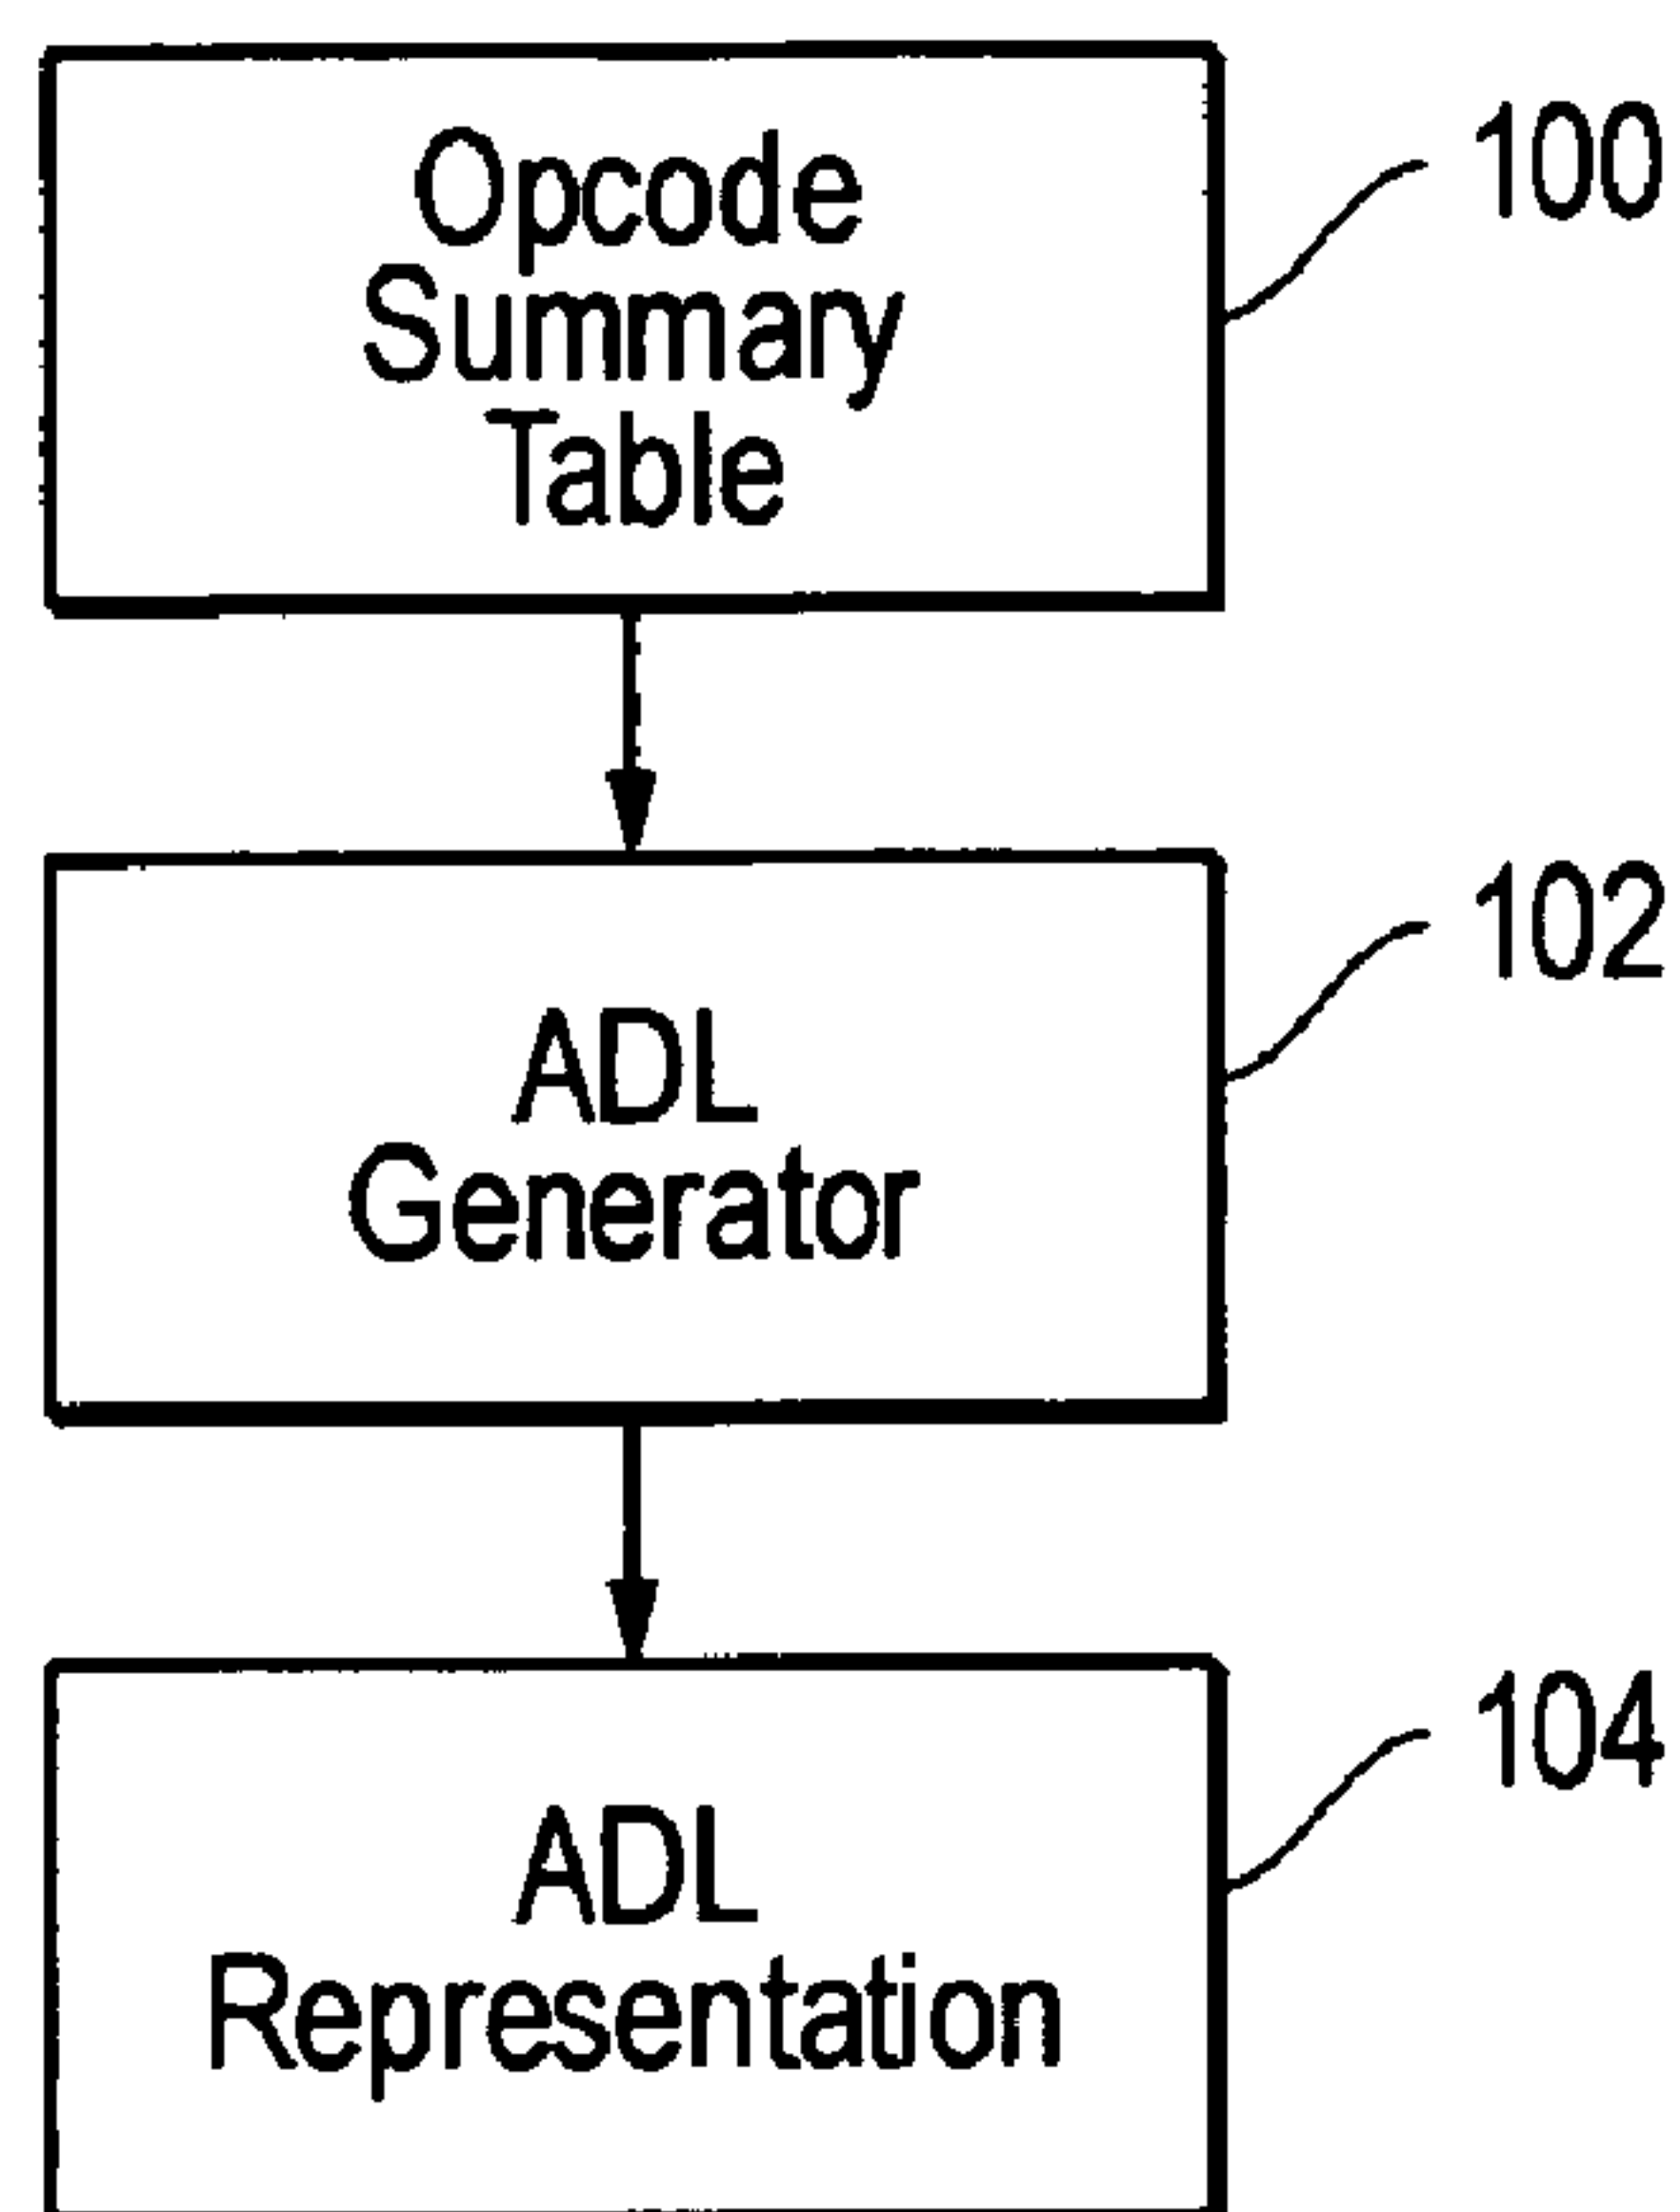 Opcode
Summary
Table
100
ADL
Generator
102
ADL
Representation
104